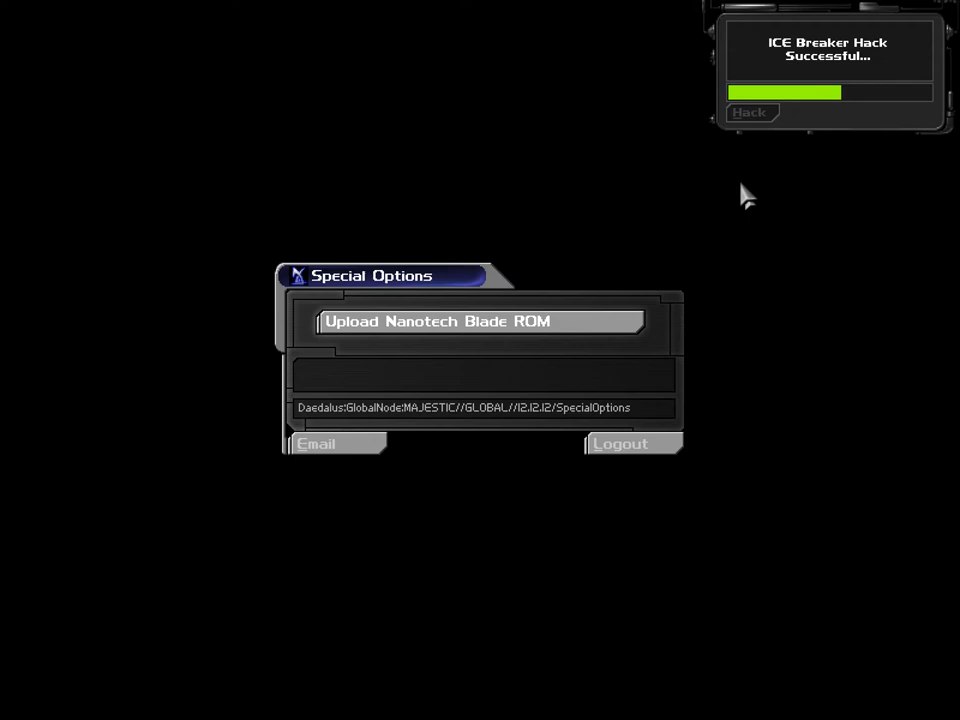 ICE Breaker Hack
Successful...
Hack
Special Options
Upload Nanotech Blade ROM
Daedalus:GlobalNode:MAJESTIC//GLOBAL//12.12.12/SpecialOptions
Email
Logout